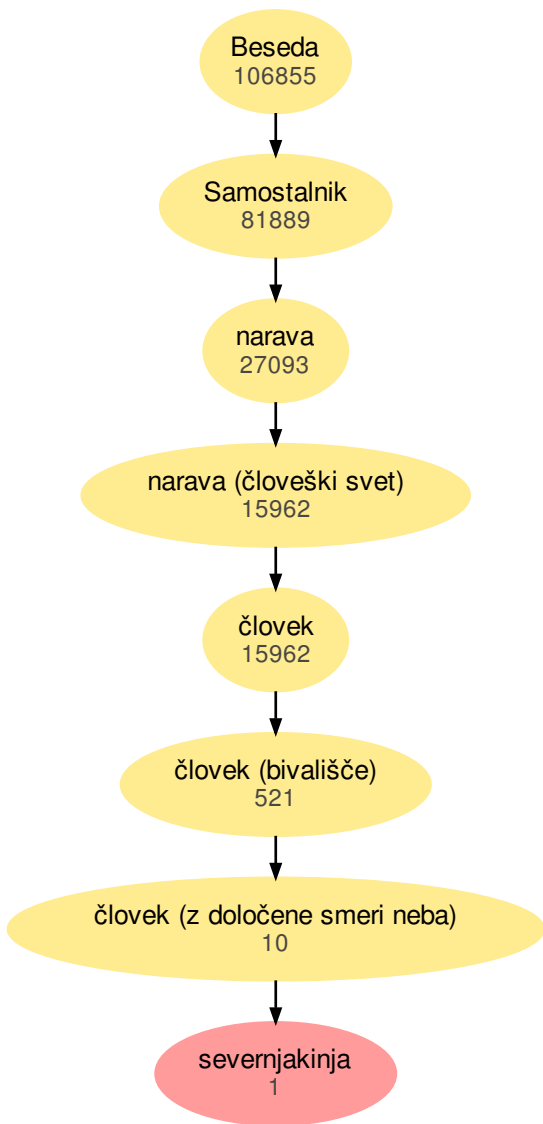 Beseda
106855
Samostalnik
81889
narava
27093
narava (človeški svet)
15962
človek
15962
človek (bivališče)
521
človek (z določene smeri neba)
10
severnjakinja
1